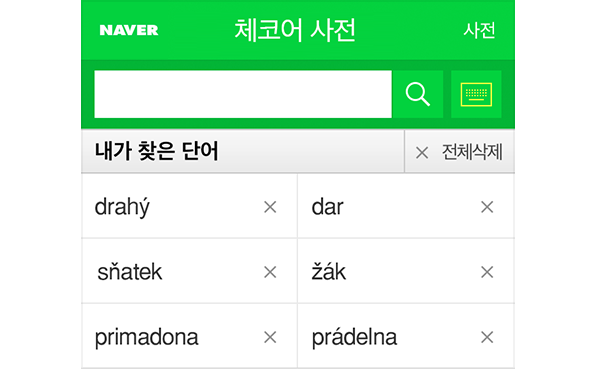 NAVER 체코어 사전 사전
내가 찾은 단어 × 전체삭제
drahý × dar ×
sňatek × žák ×
primadona × prádelna ×